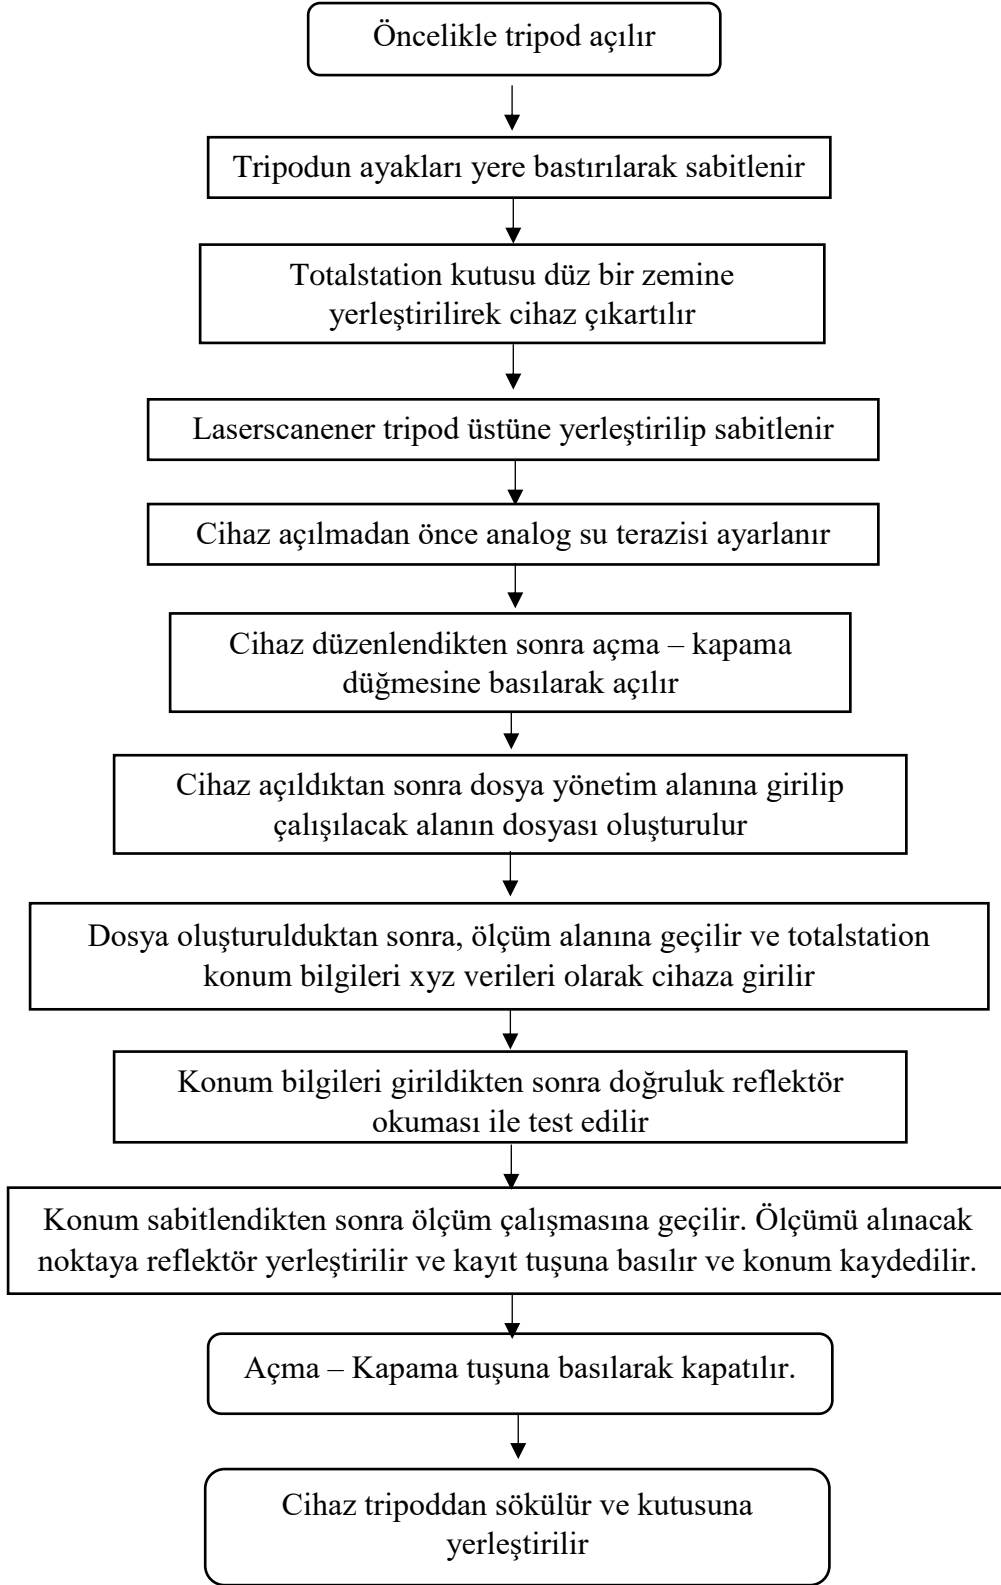 Öncelikle tripod açılır
Tripodun ayakları yere bastırılarak sabitlenir
Totalstation kutusu düz bir zemine
yerleştirilirek cihaz çıkartılır
Laserscanener tripod üstüne yerleştirilip sabitlenir
Cihaz açılmadan önce analog su terazisi ayarlanır
Cihaz düzenlendikten sonra açma – kapama
düğmesine basılarak açılır
Cihaz açıldıktan sonra dosya yönetim alanına girilip
çalışılacak alanın dosyası oluşturulur
Dosya oluşturulduktan sonra, ölçüm alanına geçilir ve totalstation
konum bilgileri xyz verileri olarak cihaza girilir
Konum bilgileri girildikten sonra doğruluk reflektör
okuması ile test edilir
Konum sabitlendikten sonra ölçüm çalışmasına geçilir. Ölçümü alınacak
noktaya reflektör yerleştirilir ve kayıt tuşuna basılır ve konum kaydedilir.
Açma – Kapama tuşuna basılarak kapatılır.
Cihaz tripoddan sökülür ve kutusuna
yerleştirilir